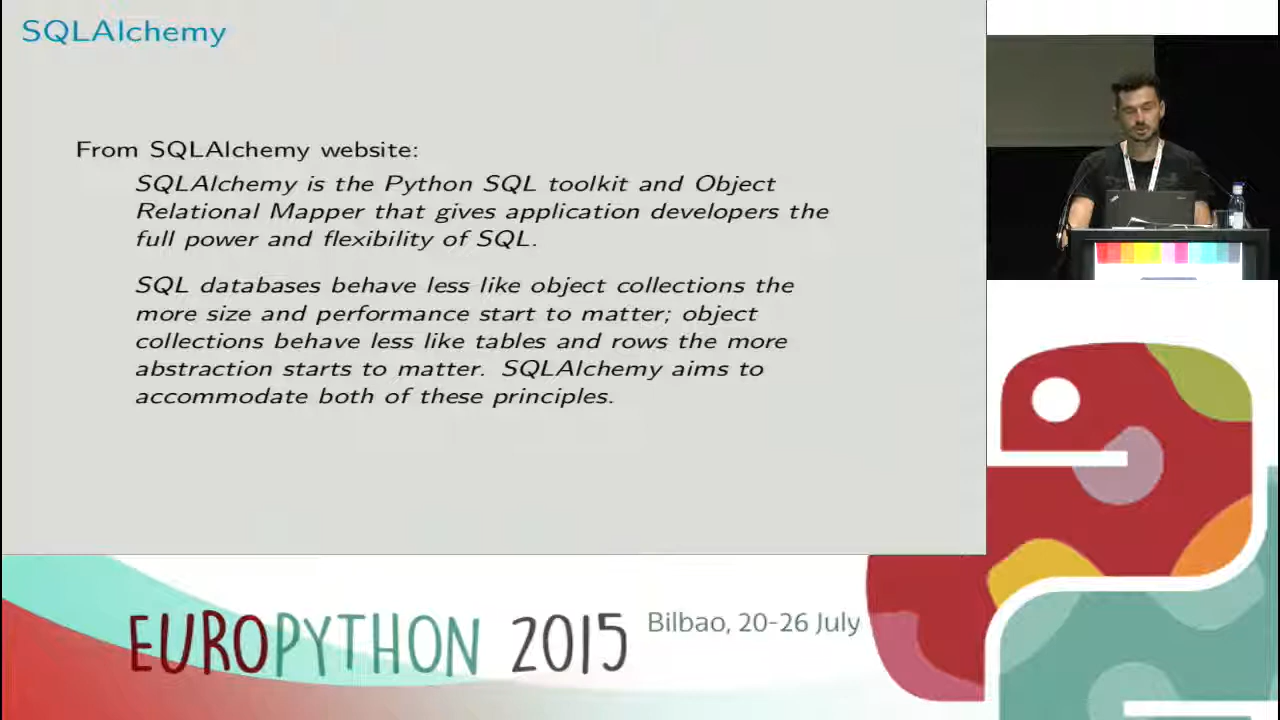 SQLAlchemy
From SQLAlchemy website:
SQLAlchemy is the Python SQL toolkit and Object
Relational Mapper that gives application developers the
full power and flexibility of SQL.
SQL databases behave less like object collections the
more size and performance start to matter; object
collections behave less like tables and rows the more
abstraction starts to matter. SQLAlchemy aims to
accommodate both of these principles.
EUROPYTHON 2015
Bilbao, 20-26 July